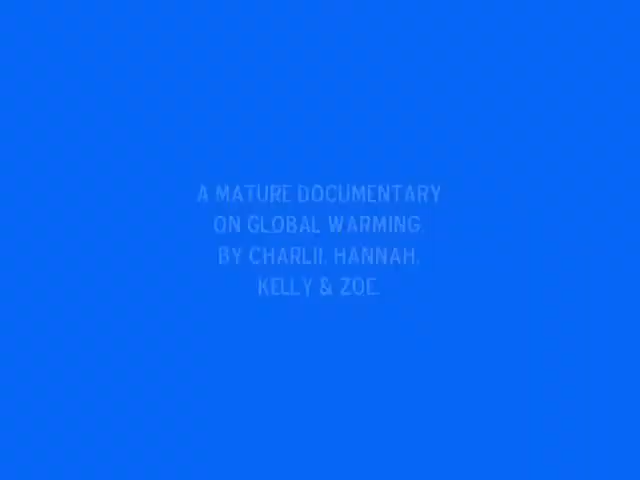 A MATURE DOCUMENTARY
ON GLOBAL WARMING.
BY CHARLII, HANNAH,
KELLY & ZOE.